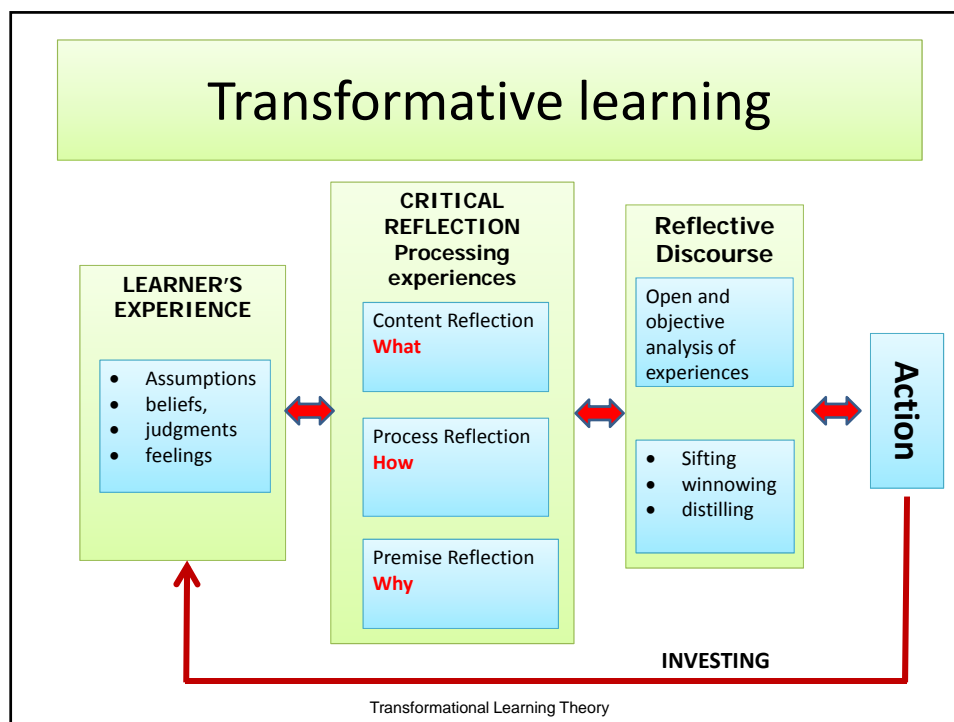 Transformative learning
LEARNER'S
EXPERIENCE
• Assumptions
• beliefs,
• judgments
• feelings
CRITICAL
REFLECTION
Processing
experiences
Content Reflection
What
Process Reflection
How
Premise Reflection
Why
Reflective
Discourse
Open and
objective
analysis of
experiences
• Sifting
• winnowing
• distilling
Action
INVESTING
Transformational Learning Theory